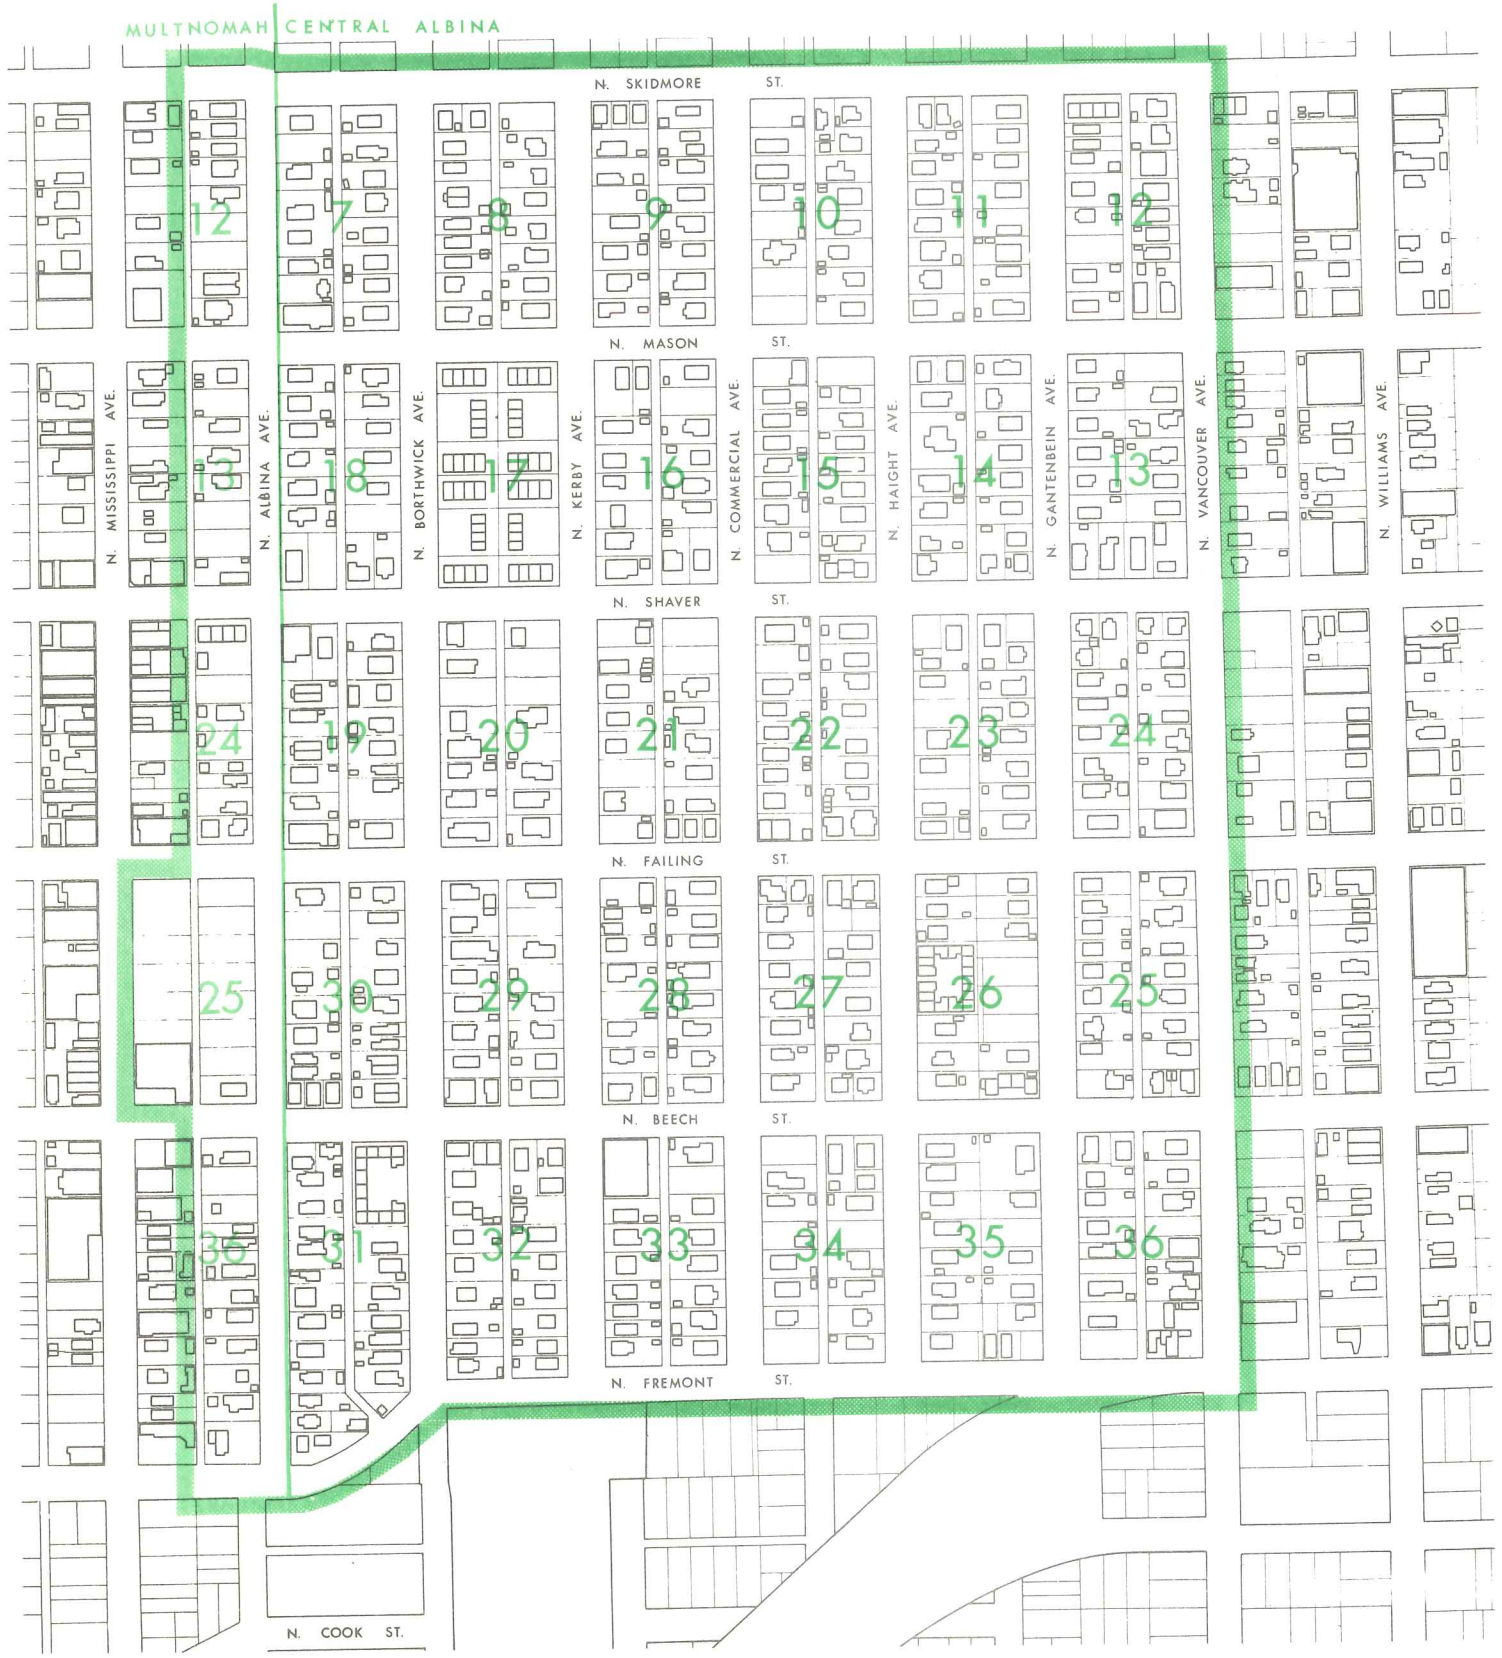 MULTNOMAH CENTRAL ALBINA
N. SKIDMORE ST.
12 7 8 9 10 11 12
N. MASON ST.
N. MISSISSIPPI AVE.
N. ALBINA AVE.
N. BORTHWICK AVE.
N. KERBY AVE.
N. COMMERCIAL AVE.
N. HAIGHT AVE.
N. GANTENBEIN AVE.
N. VANCOUVER AVE.
N. WILLIAMS AVE.
13 18 17 16 15 14 13
N. SHAVER ST.
24 19 20 21 22 23 24
N. FAILING ST.
25 30 29 28 27 26 25
N. BEECH ST.
36 31 32 33 34 35 36
N. FREMONT ST.
N. COOK ST.